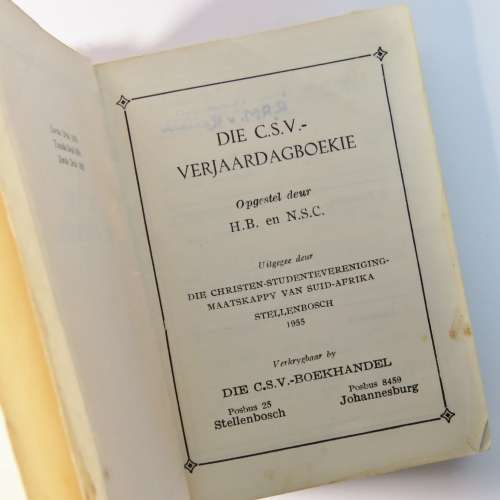 DIE C.S.V.-
VERJAARDAGBOEKIE
Opgestel deur
H.B. en N.S.C.
Uitgegee deur
DIE CHRISTEN-STUDENTEVERENIGING-
MAATSKAPPY VAN SUID-AFRIKA
STELLENBOSCH
1955
Verkrygbaar by
DIE C.S.V.-BOEKHANDEL
Posbus 25 Posbus 8459
Stellenbosch Johannesburg